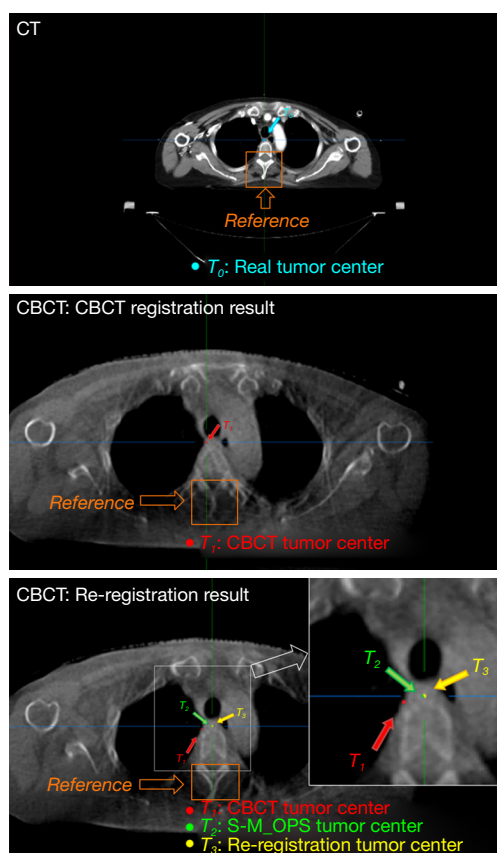 CT
Reference
T0: Real tumor center
CBCT: CBCT registration result
T1
Reference
T1: CBCT tumor center
CBCT: Re-registration result
T2
T3
T2
T3
T1
T1
Reference
T1: CBCT tumor center
T2: S-M_OPS tumor center
T3: Re-registration tumor center